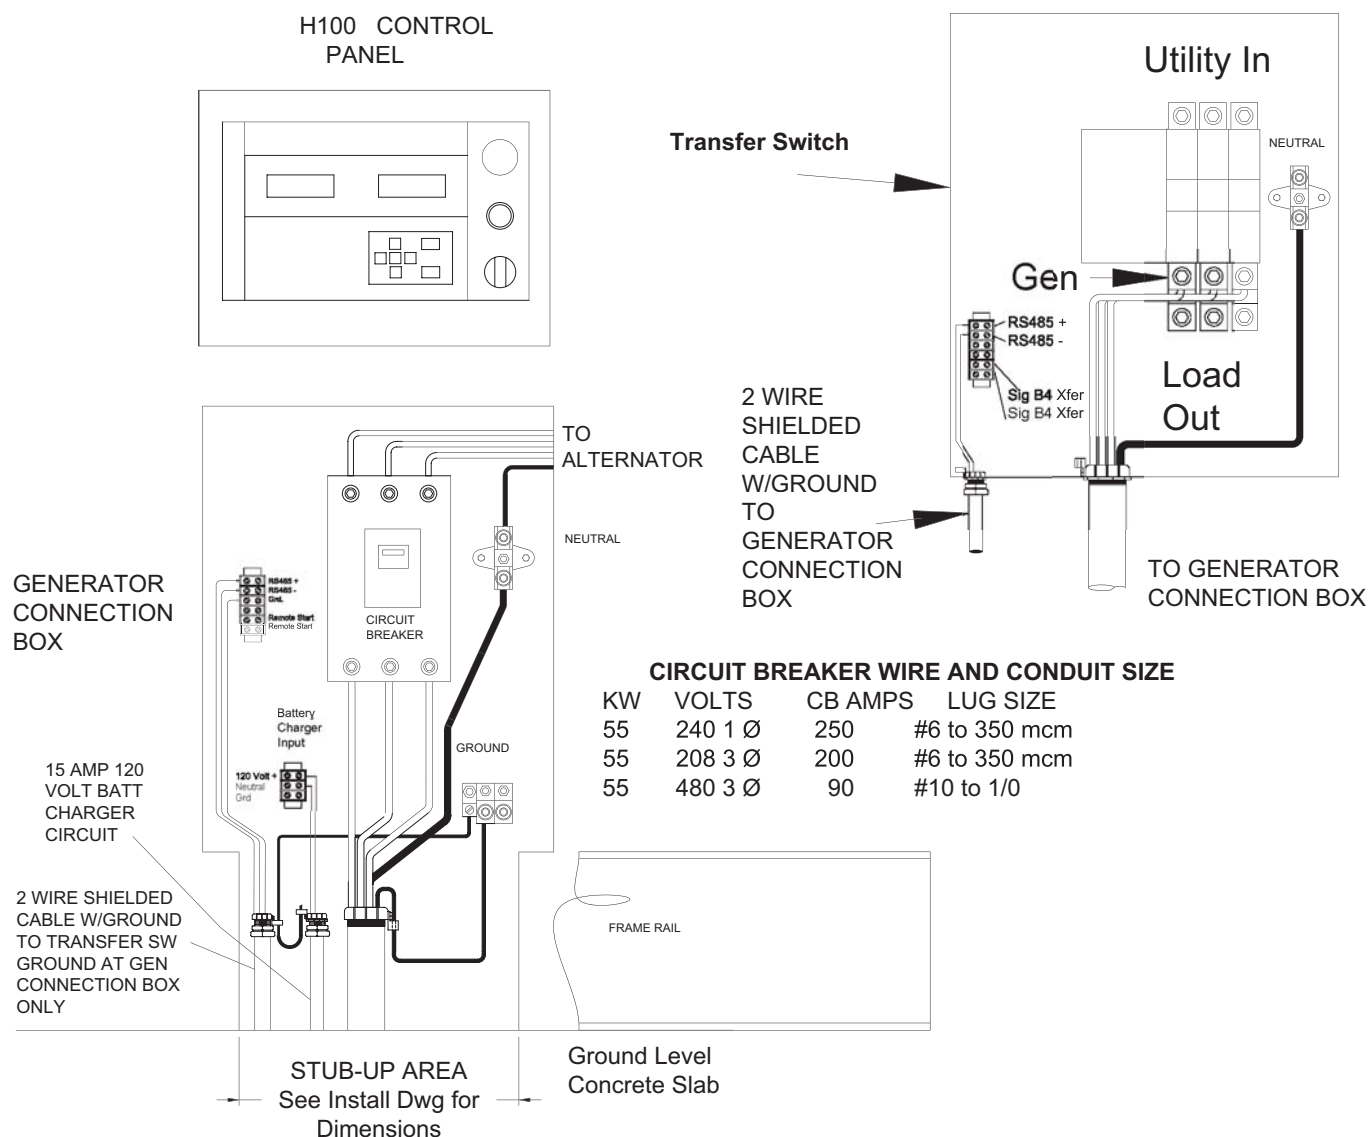 H100 CONTROL
PANEL
Utility In
Transfer Switch
NEUTRAL
Gen
RS485 +
RS485 -
Sig B4 Xfer
Sig B4 Xfer
Load
Out
2 WIRE
SHIELDED
CABLE
W/GROUND
TO
GENERATOR
CONNECTION
BOX
TO GENERATOR
CONNECTION BOX
TO
ALTERNATOR
NEUTRAL
GENERATOR
CONNECTION
BOX
RS485 +
RS485 -
Grd.
Remote Start
Remote Start
CIRCUIT
BREAKER
Battery
Charger
Input
120 Volt +
Neutral
Grd
GROUND
CIRCUIT BREAKER WIRE AND CONDUIT SIZE
KW VOLTS CB AMPS LUG SIZE
55 240 1 Ø 250 #6 to 350 mcm
55 208 3 Ø 200 #6 to 350 mcm
55 480 3 Ø 90 #10 to 1/0
15 AMP 120
VOLT BATT
CHARGER
CIRCUIT
2 WIRE SHIELDED
CABLE W/GROUND
TO TRANSFER SW
GROUND AT GEN
CONNECTION BOX
ONLY
FRAME RAIL
STUB-UP AREA
See Install Dwg for
Dimensions
Ground Level
Concrete Slab